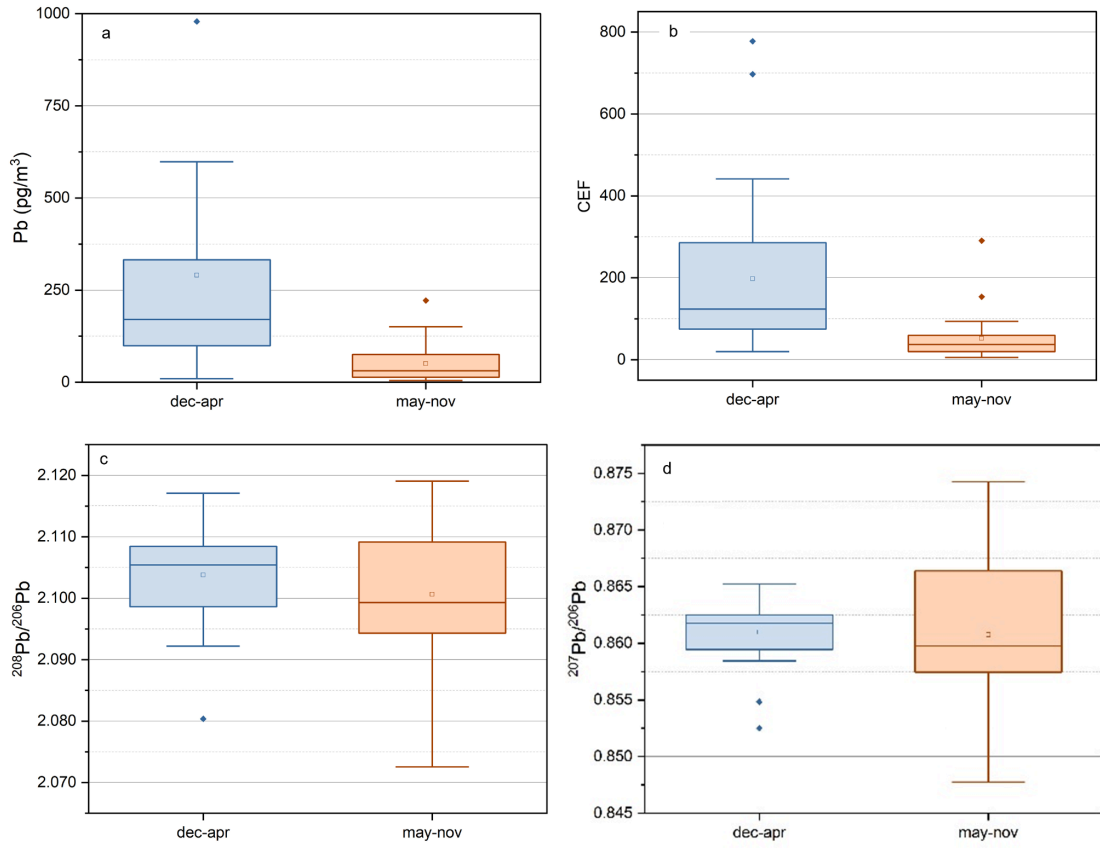 a
1000
750
500
250
0
Pb (pg/m³)
dec-apr
may-nov
b
800
600
400
200
0
CEF
dec-apr
may-nov
c
2.120
2.110
2.100
2.090
2.080
2.070
²⁰⁸Pb/²⁰⁶Pb
dec-apr
may-nov
d
0.875
0.870
0.865
0.860
0.855
0.850
0.845
²⁰⁷Pb/²⁰⁶Pb
dec-apr
may-nov